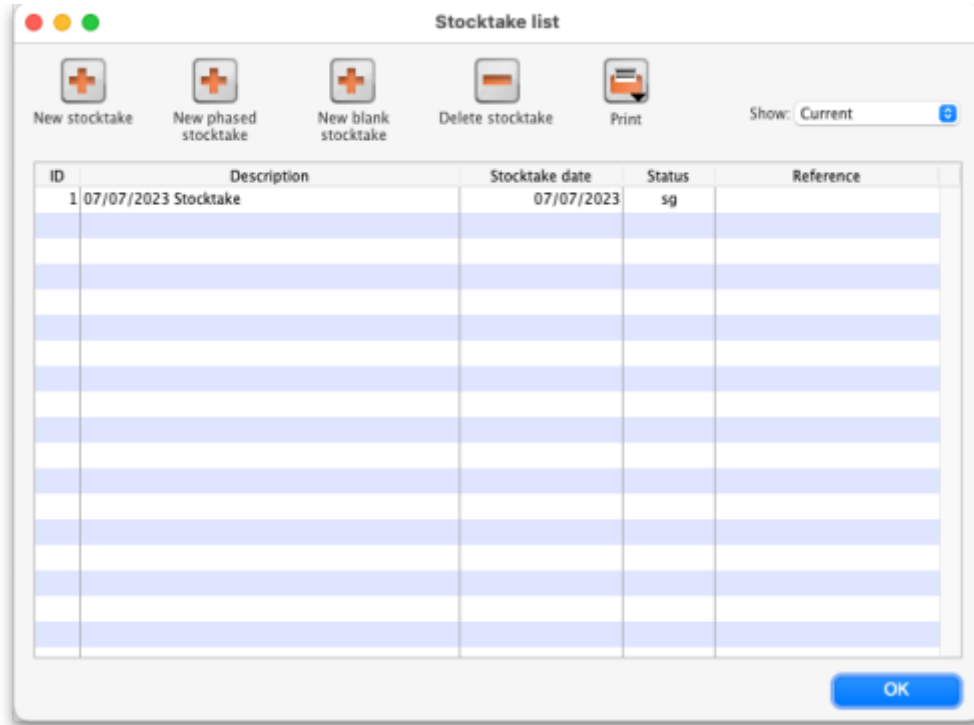 Stocktake list
New stocktake
New phased
stocktake
New blank
stocktake
Delete stocktake
Print
Show: Current
ID Description Stocktake date Status Reference
1 07/07/2023 Stocktake 07/07/2023 sg
OK